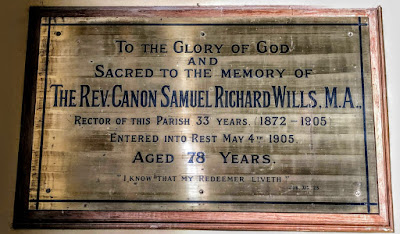 To the Glory of God
and
Sacred to the memory of
The Rev. Canon Samuel Richard Wills, M.A.,
Rector of this Parish 33 years, 1872 – 1905
Entered into Rest May 4th 1905,
Aged 78 Years.
"I know that my Redeemer liveth"